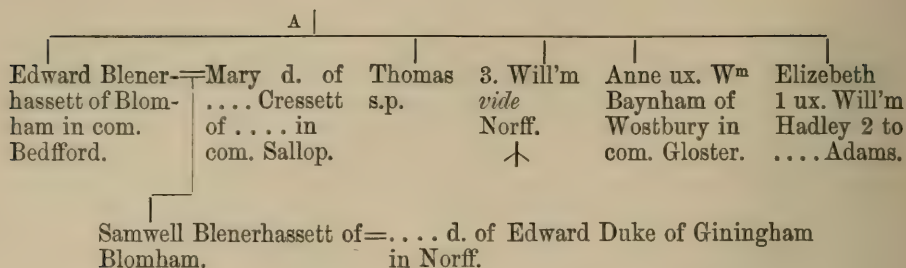 A
Edward Blener-
hassett of Blom-
ham in com.
Bedfford.
Mary d. of
.... Cressett
of .... in
com. Sallop.
Thomas
s.p.
3. Will'm
vide
Norff.
Anne ux. Wm
Baynham of
Wostbury in
com. Gloster.
Elizebeth
1 ux. Will'm
Hadley 2 to
.... Adams.
Samwell Blenerhassett of=.... d. of Edward Duke of Giningham
Blomham. in Norff.